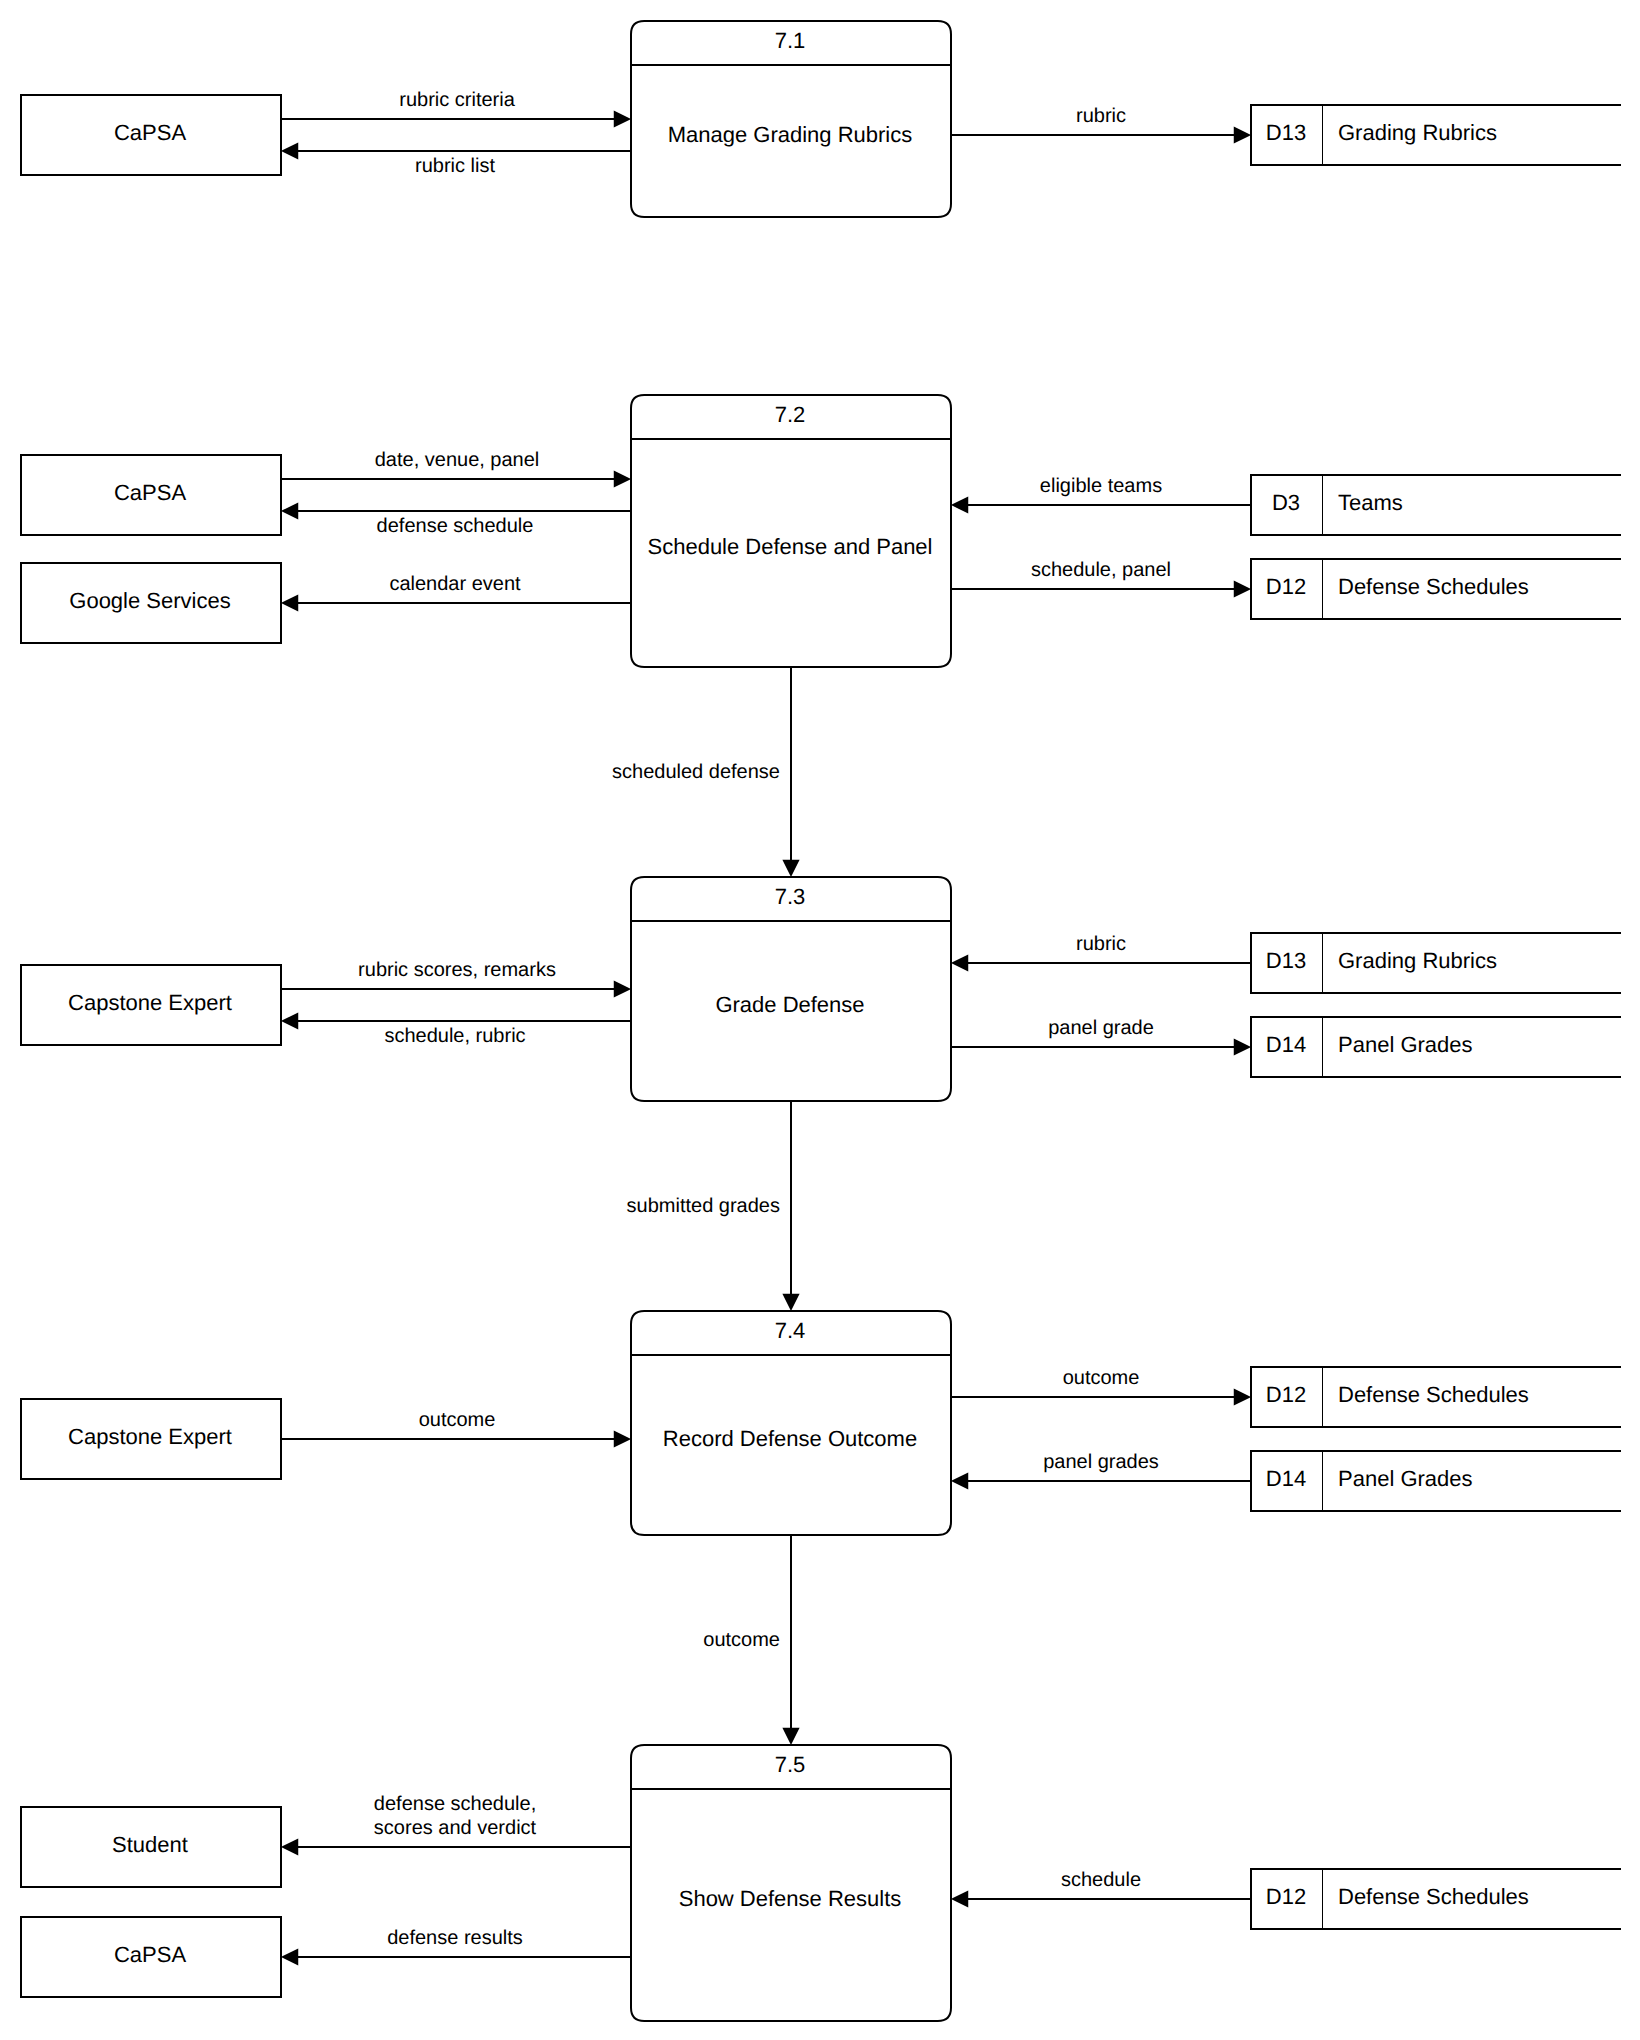 7.1
CaPSA
rubric criteria
rubric list
Manage Grading Rubrics
rubric
D13
Grading Rubrics
7.2
CaPSA
date, venue, panel
defense schedule
Google Services
calendar event
Schedule Defense and Panel
eligible teams
D3
Teams
schedule, panel
D12
Defense Schedules
scheduled defense
7.3
Capstone Expert
rubric scores, remarks
schedule, rubric
Grade Defense
rubric
D13
Grading Rubrics
panel grade
D14
Panel Grades
submitted grades
7.4
Capstone Expert
outcome
Record Defense Outcome
outcome
D12
Defense Schedules
panel grades
D14
Panel Grades
outcome
7.5
Student
defense schedule,
scores and verdict
CaPSA
defense results
Show Defense Results
schedule
D12
Defense Schedules